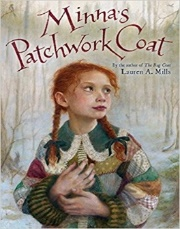 Minna's
Patchwork Coat
By the author of The Rag Coat
Lauren A. Mills